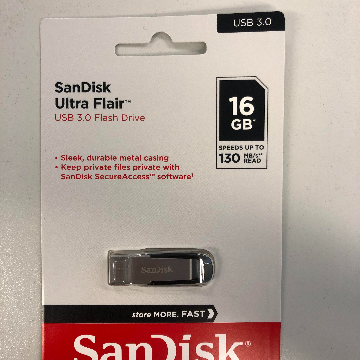 USB 3.0
SanDisk
Ultra Flair™
USB 3.0 Flash Drive
16
GB*
SPEEDS UP TO
130 MB/s**
READ
• Sleek, durable metal casing
• Keep private files private with
SanDisk SecureAccess™ software†
SanDisk
store MORE. FAST
SanDisk®